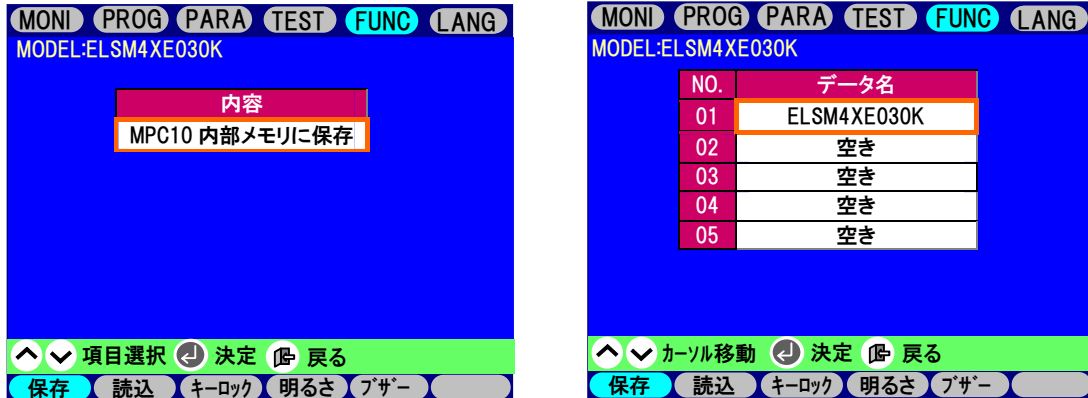 MONI PROG PARA TEST FUNC LANG
MODEL:ELSM4XE030K
内容
MPC10 内部メモリに保存
項目選択 決定 戻る
保存 読込 キーロック 明るさ ブザー
MONI PROG PARA TEST FUNC LANG
MODEL:ELSM4XE030K
NO. データ名
01 ELSM4XE030K
02 空き
03 空き
04 空き
05 空き
カーソル移動 決定 戻る
保存 読込 キーロック 明るさ ブザー